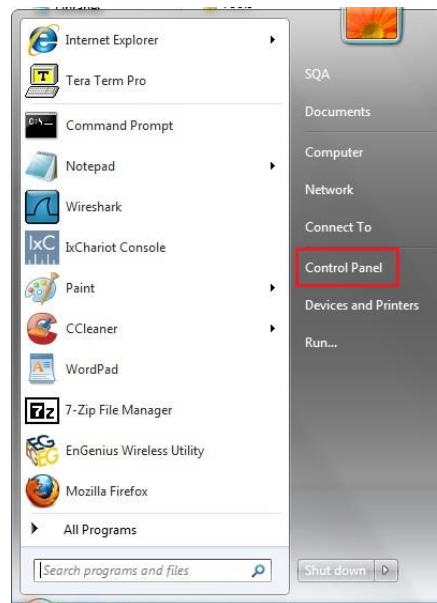 Internet Explorer
Tera Term Pro
Command Prompt
Notepad
Wireshark
IxC
IxChariot Console
Paint
CCleaner
WordPad
7z
7-Zip File Manager
EnGenius Wireless Utility
Mozilla Firefox
All Programs
Search programs and files
SQA
Documents
Computer
Network
Connect To
Control Panel
Devices and Printers
Run...
Shut down